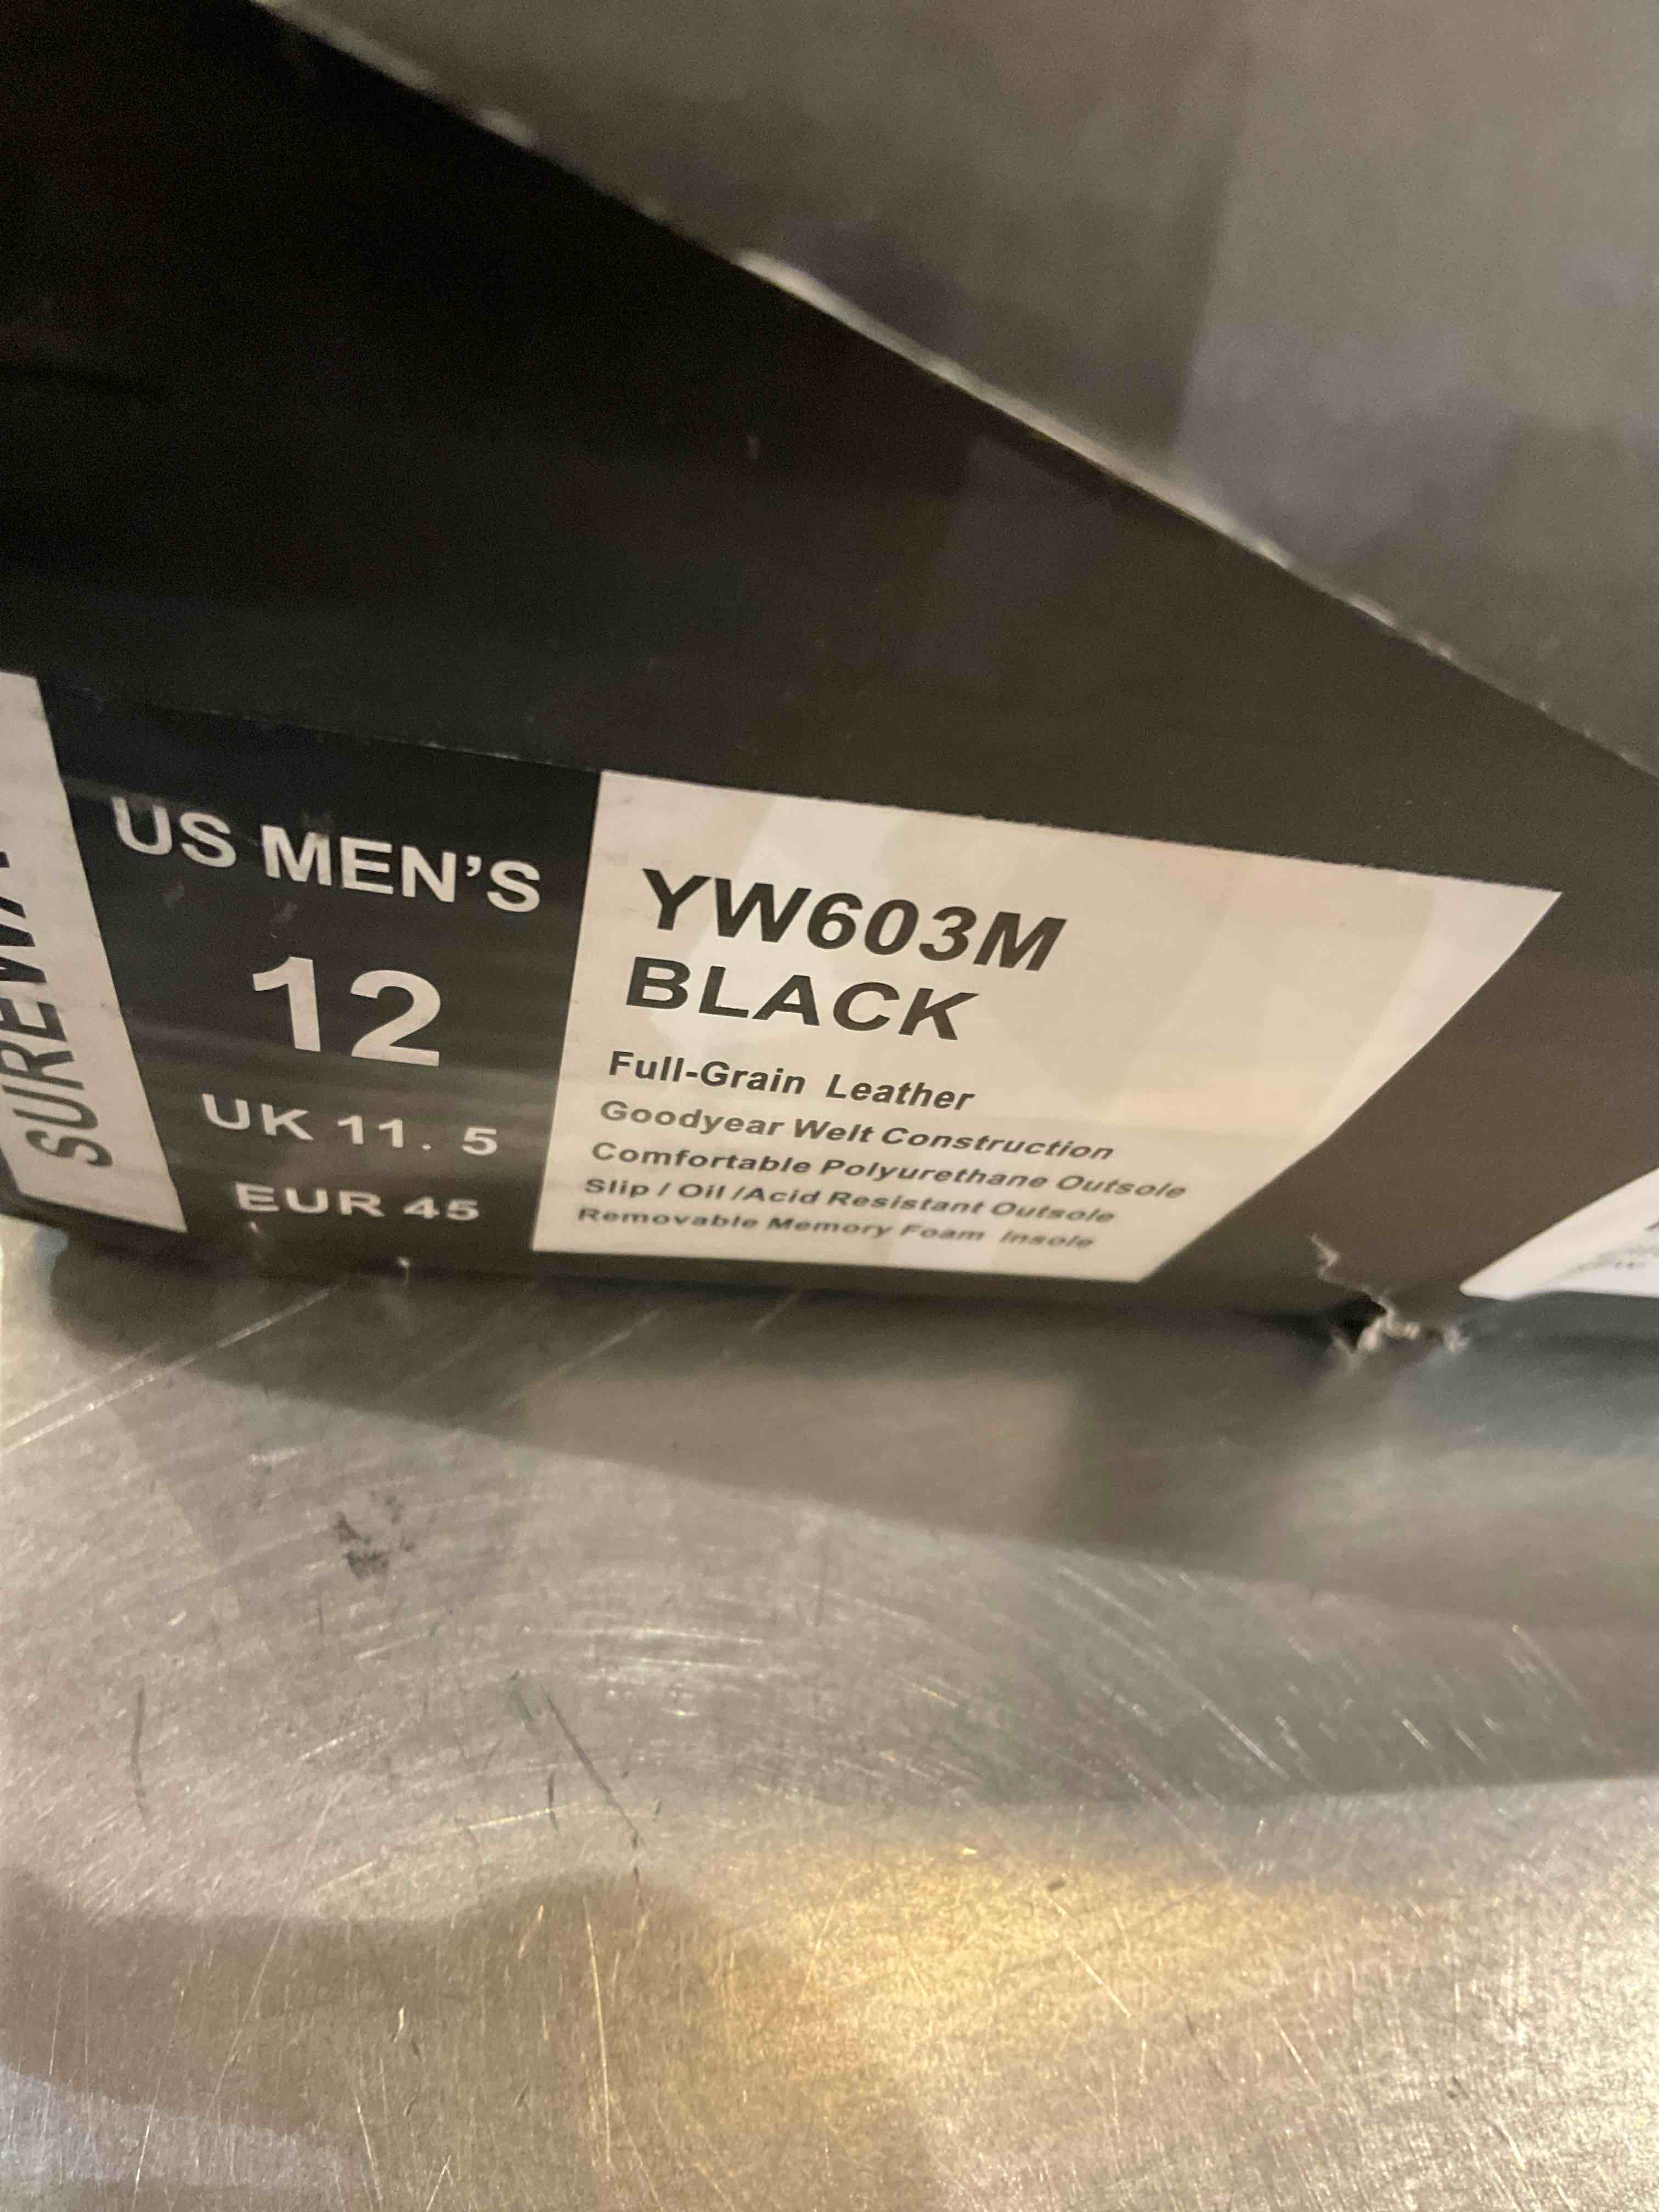 US MEN'S
12
UK 11. 5
EUR 45
YW603M
BLACK
Full-Grain Leather
Goodyear Welt Construction
Comfortable Polyurethane Outsole
Slip / Oil /Acid Resistant Outsole
Removable Memory Foam Insole